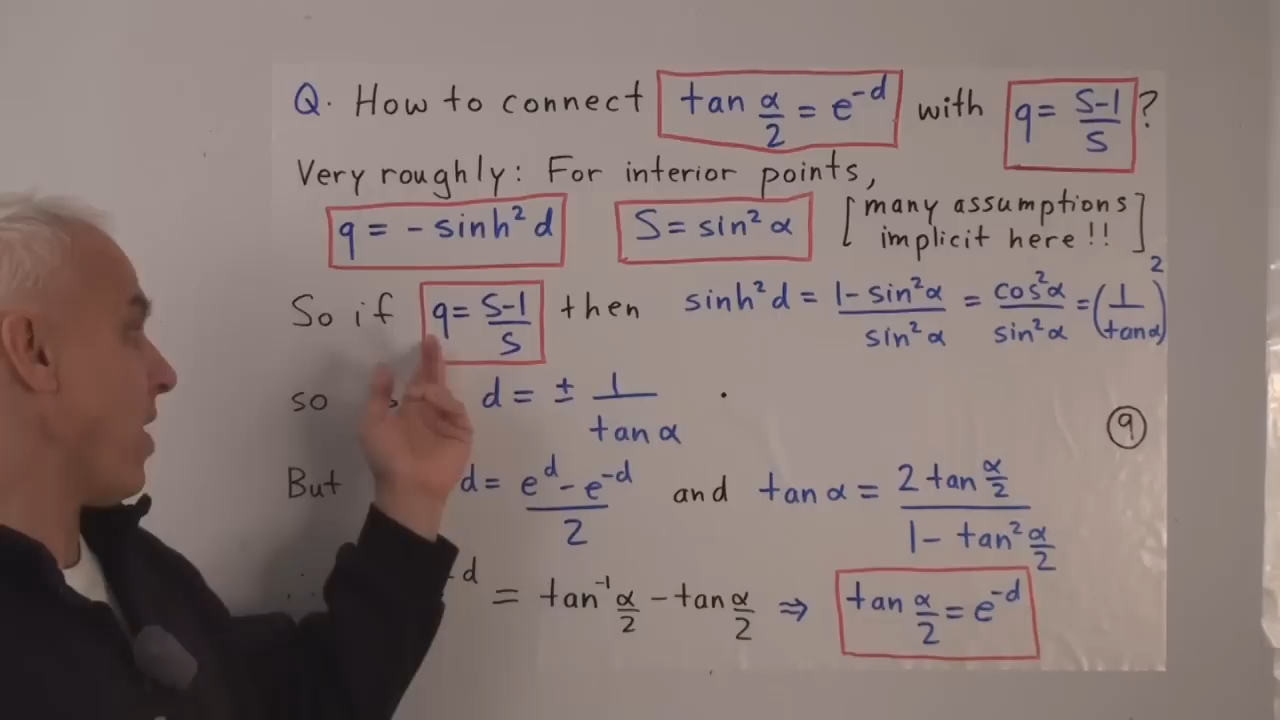 Q. How to connect tan α/2 = e^-d with q = S-1/S ?
Very roughly: For interior points,
q = - sinh² d S = sin² α [many assumptions implicit here !!]
So if q = S-1/S then sinh² d = 1 - sin² α / sin² α = cos² α / sin² α = (1/tan α)²
so d = ± 1/tan α .
9
But d = e^d - e^-d / 2 and tan α = 2 tan α/2 / 1 - tan² α/2
-d = tan^-1 α/2 - tan α/2 ⇒ tan α/2 = e^-d